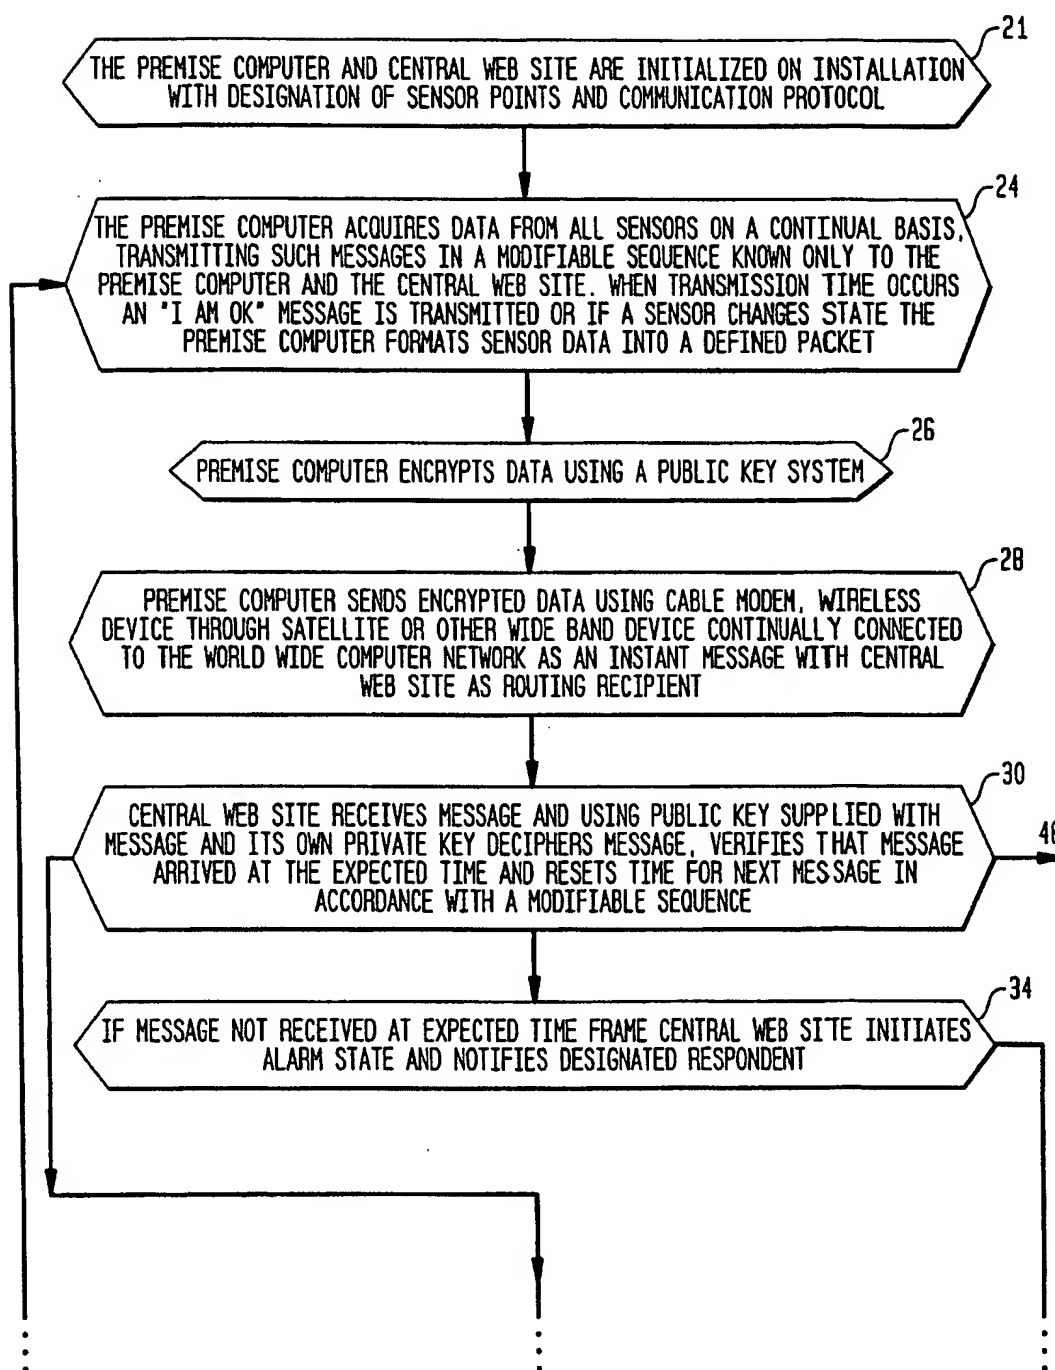 21
THE PREMISE COMPUTER AND CENTRAL WEB SITE ARE INITIALIZED ON INSTALLATION
WITH DESIGNATION OF SENSOR POINTS AND COMMUNICATION PROTOCOL
24
THE PREMISE COMPUTER ACQUIRES DATA FROM ALL SENSORS ON A CONTINUAL BASIS,
TRANSMITTING SUCH MESSAGES IN A MODIFIABLE SEQUENCE KNOWN ONLY TO THE
PREMISE COMPUTER AND THE CENTRAL WEB SITE. WHEN TRANSMISSION TIME OCCURS
AN "I AM OK" MESSAGE IS TRANSMITTED OR IF A SENSOR CHANGES STATE THE
PREMISE COMPUTER FORMATS SENSOR DATA INTO A DEFINED PACKET
26
PREMISE COMPUTER ENCRYPTS DATA USING A PUBLIC KEY SYSTEM
28
PREMISE COMPUTER SENDS ENCRYPTED DATA USING CABLE MODEM, WIRELESS
DEVICE THROUGH SATELLITE OR OTHER WIDE BAND DEVICE CONTINUALLY CONNECTED
TO THE WORLD WIDE COMPUTER NETWORK AS AN INSTANT MESSAGE WITH CENTRAL
WEB SITE AS ROUTING RECIPIENT
30
CENTRAL WEB SITE RECEIVES MESSAGE AND USING PUBLIC KEY SUPPLIED WITH
MESSAGE AND ITS OWN PRIVATE KEY DECIPHERS MESSAGE, VERIFIES THAT MESSAGE
ARRIVED AT THE EXPECTED TIME AND RESETS TIME FOR NEXT MESSAGE IN
ACCORDANCE WITH A MODIFIABLE SEQUENCE
34
IF MESSAGE NOT RECEIVED AT EXPECTED TIME FRAME CENTRAL WEB SITE INITIATES
ALARM STATE AND NOTIFIES DESIGNATED RESPONDENT